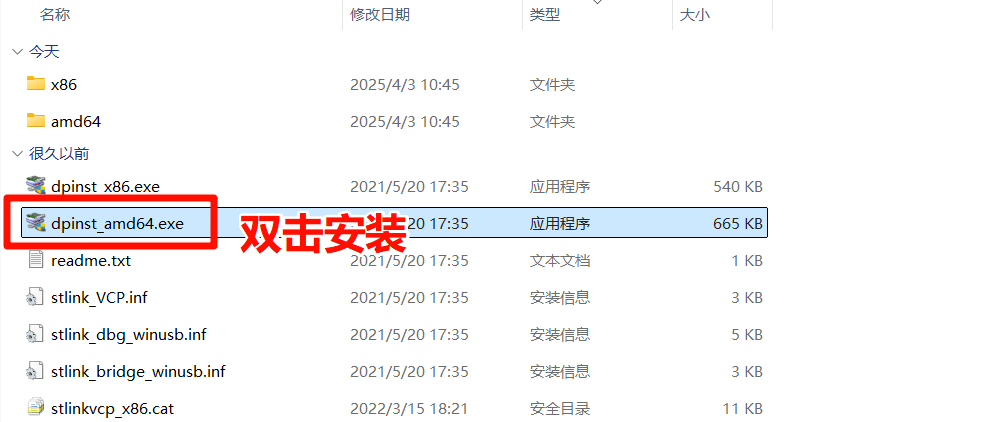 名称 修改日期 类型 大小
今天
x86 2025/4/3 10:45 文件夹
amd64 2025/4/3 10:45 文件夹
很久以前
dpinst_x86.exe 2021/5/20 17:35 应用程序 540 KB
dpinst_amd64.exe 双击安装 20 17:35 应用程序 665 KB
readme.txt 2021/5/20 17:35 文本文档 1 KB
stlink_VCP.inf 2021/5/20 17:35 安装信息 3 KB
stlink_dbg_winusb.inf 2021/5/20 17:35 安装信息 5 KB
stlink_bridge_winusb.inf 2021/5/20 17:35 安装信息 3 KB
stlinkvcp_x86.cat 2022/3/15 18:21 安全目录 11 KB